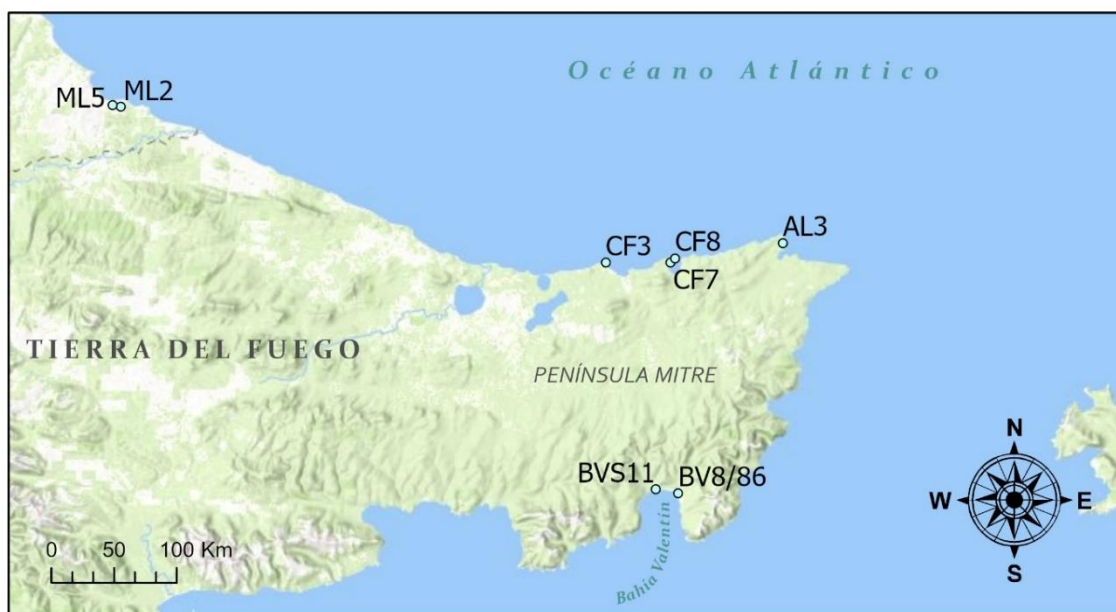 Océano Atlántico
ML5
ML2
AL3
CF3
CF8
CF7
TIERRA DEL FUEGO
PENÍNSULA MITRE
BVS11
BV8/86
Bahía Valentín
N
W
E
S
0 50 100 Km